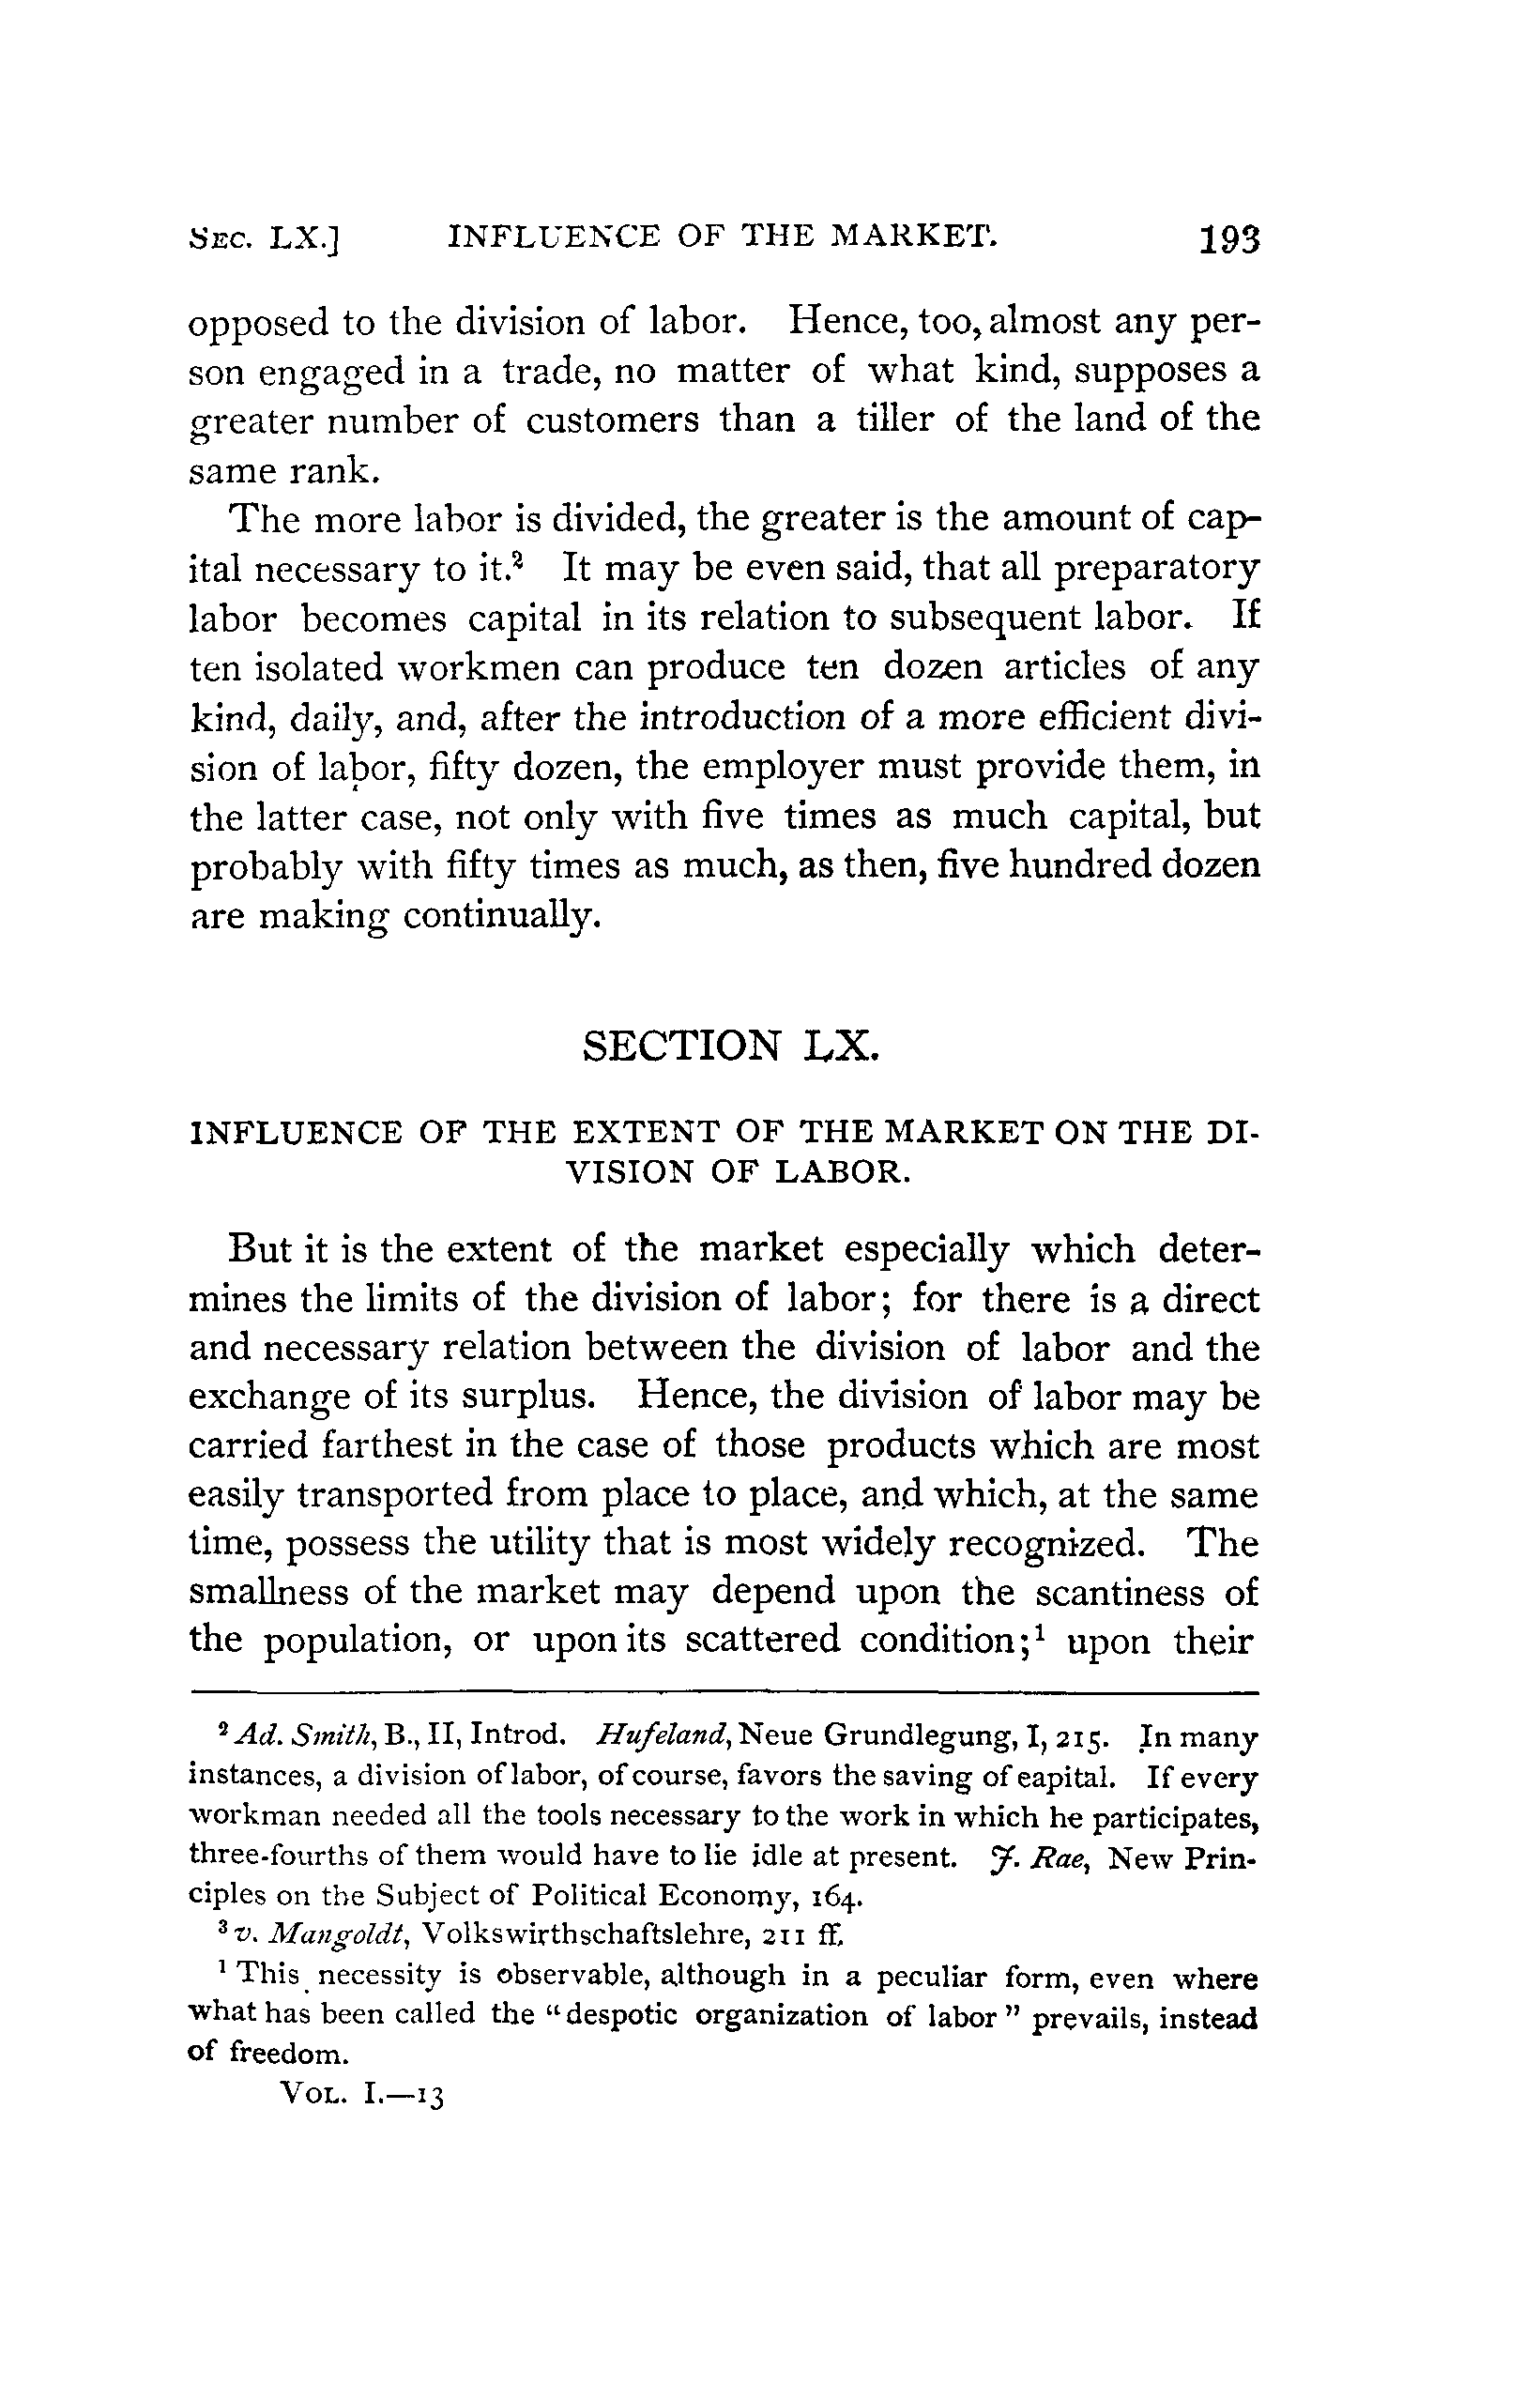 SEC. LX.] INFLUENCE OF THE MARKET. 193
opposed to the division of labor. Hence, too, almost any per-
son engaged in a trade, no matter of what kind, supposes a
greater number of customers than a tiller of the land of the
same rank.
The more labor is divided, the greater is the amount of cap-
ital necessary to it.² It may be even said, that all preparatory
labor becomes capital in its relation to subsequent labor. If
ten isolated workmen can produce ten dozen articles of any
kind, daily, and, after the introduction of a more efficient divi-
sion of labor, fifty dozen, the employer must provide them, in
the latter case, not only with five times as much capital, but
probably with fifty times as much, as then, five hundred dozen
are making continually.
SECTION LX.
INFLUENCE OF THE EXTENT OF THE MARKET ON THE DI-
VISION OF LABOR.
But it is the extent of the market especially which deter-
mines the limits of the division of labor; for there is a direct
and necessary relation between the division of labor and the
exchange of its surplus. Hence, the division of labor may be
carried farthest in the case of those products which are most
easily transported from place to place, and which, at the same
time, possess the utility that is most widely recognized. The
smallness of the market may depend upon the scantiness of
the population, or upon its scattered condition;¹ upon their
² Ad. Smith, B., II, Introd. Hufeland, Neue Grundlegung, I, 215. In many
instances, a division of labor, of course, favors the saving of eapital. If every
workman needed all the tools necessary to the work in which he participates,
three-fourths of them would have to lie idle at present. J. Rae, New Prin-
ciples on the Subject of Political Economy, 164.
³ v. Mangoldt, Volkswirthschaftslehre, 211 ff.
¹ This necessity is observable, although in a peculiar form, even where
what has been called the "despotic organization of labor" prevails, instead
of freedom.
VOL. I.—13